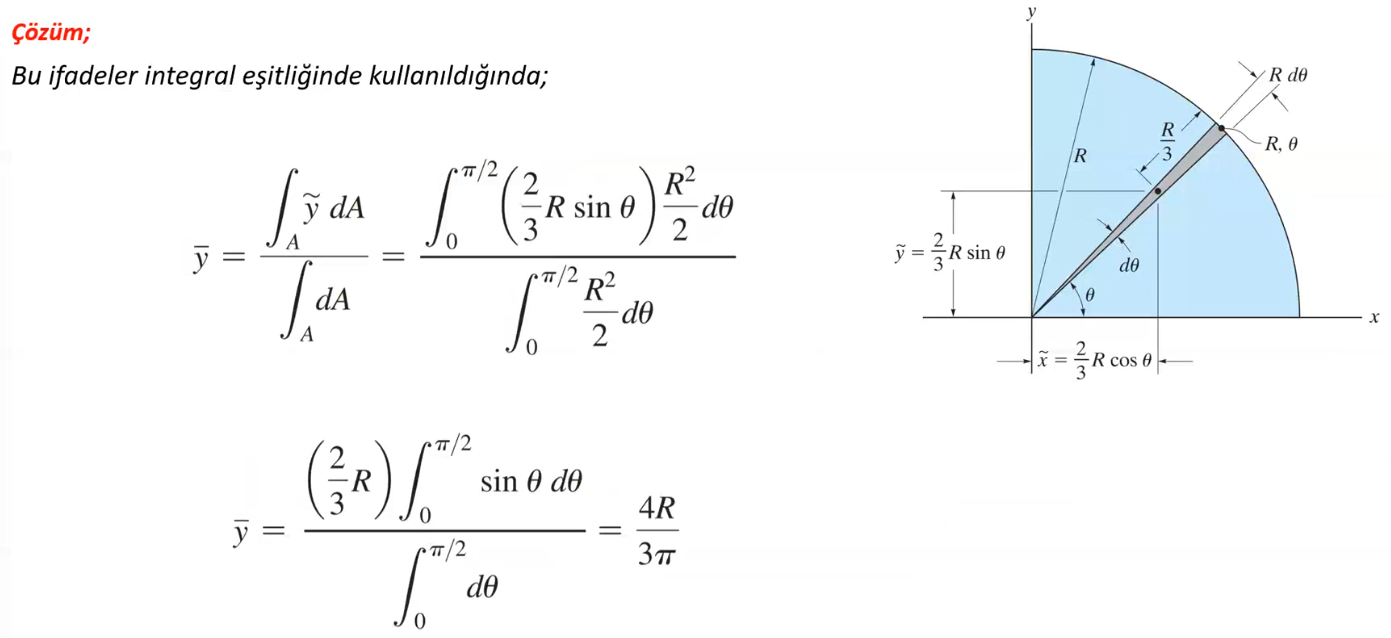 Çözüm;
Bu ifadeler integral eşitliğinde kullanıldığında;
ȳ = ∫_A ỹ dA / ∫_A dA = ∫_0^{π/2} (2/3 R sin θ) R²/2 dθ / ∫_0^{π/2} R²/2 dθ
ȳ = (2/3 R) ∫_0^{π/2} sin θ dθ / ∫_0^{π/2} dθ = 4R/3π
y
R dθ
R, θ
R/3
R
ỹ = 2/3 R sin θ
dθ
θ
x
x̃ = 2/3 R cos θ